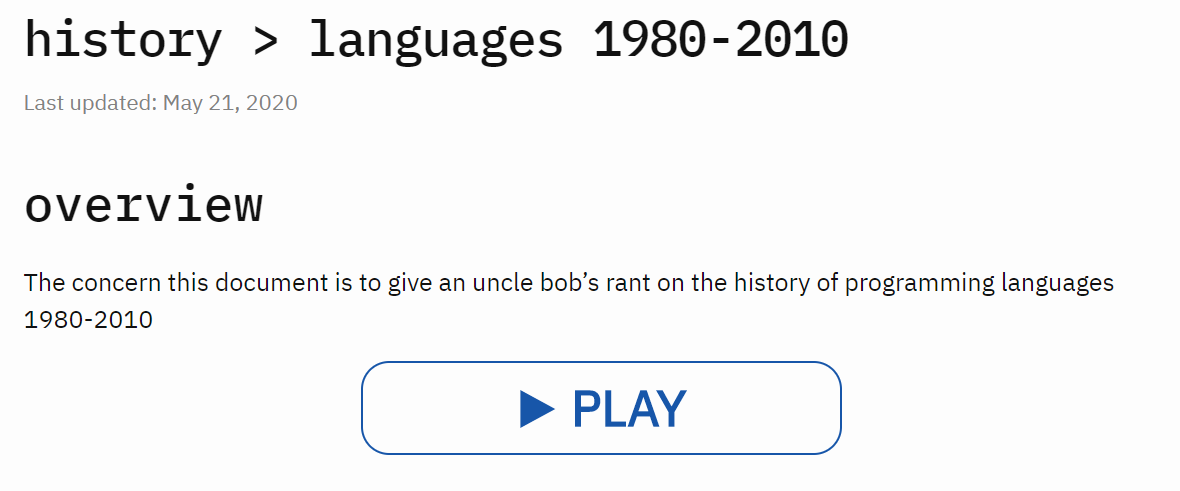 history > languages 1980-2010
Last updated: May 21, 2020
overview
The concern this document is to give an uncle bob’s rant on the history of programming languages
1980-2010
PLAY